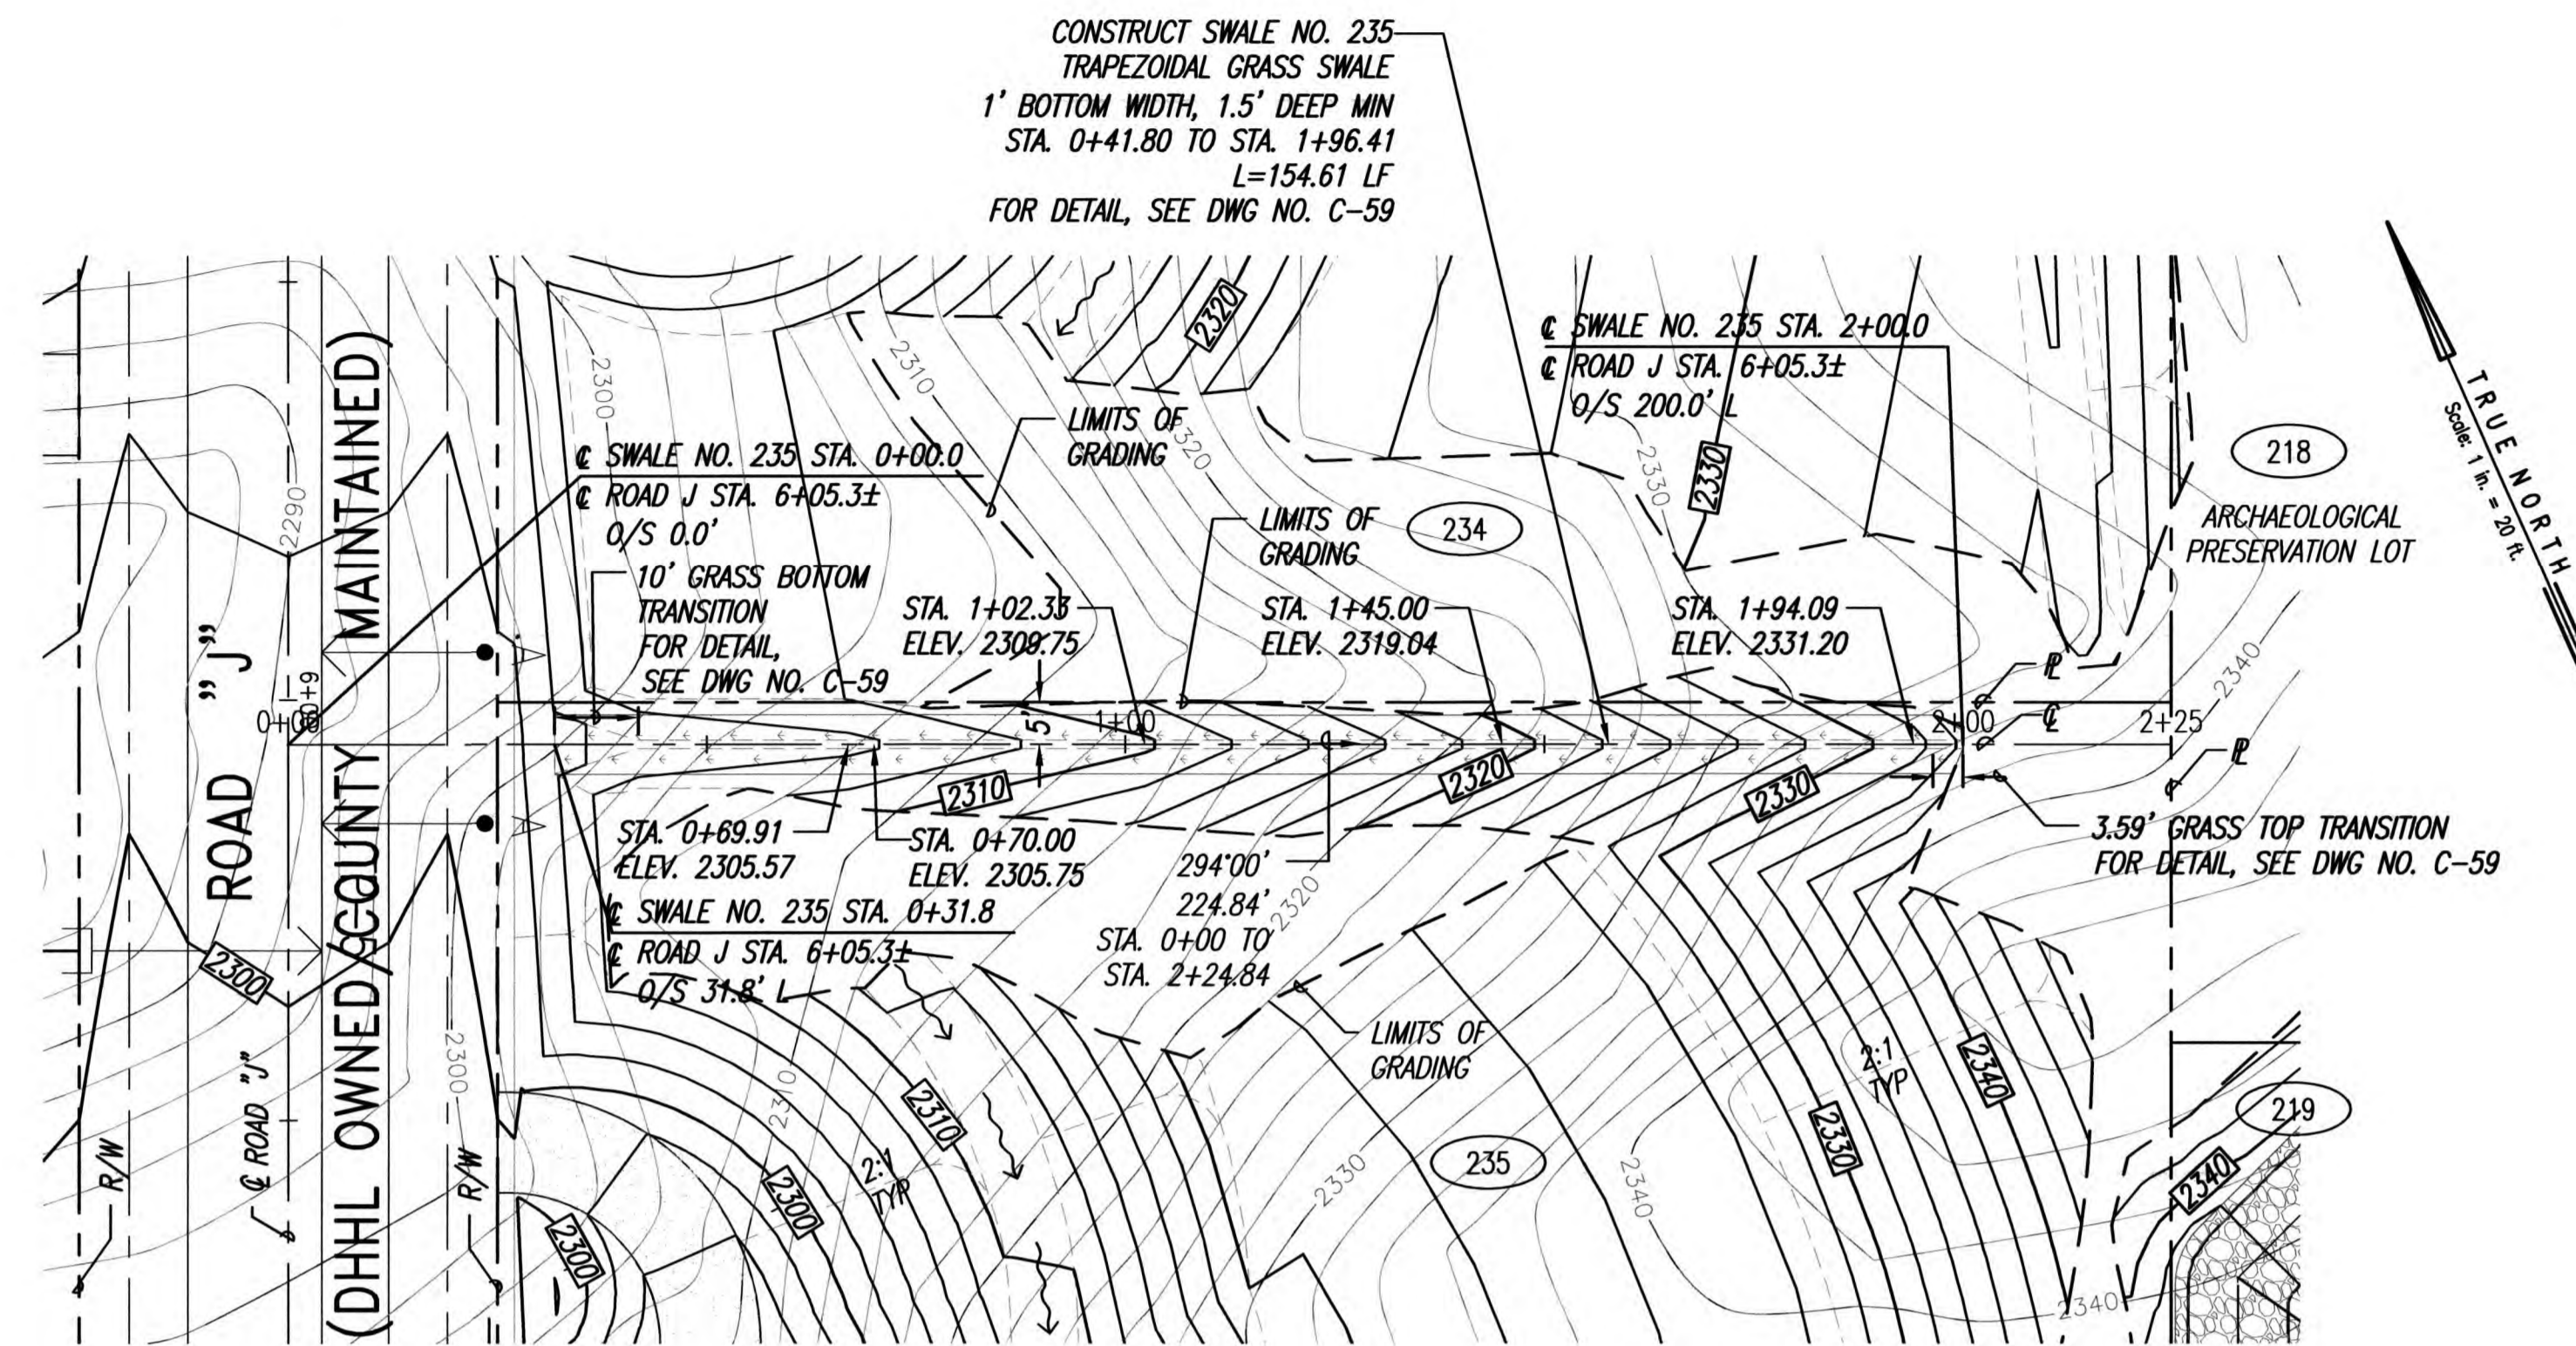 CONSTRUCT SWALE NO. 235
TRAPEZOIDAL GRASS SWALE
1' BOTTOM WIDTH, 1.5' DEEP MIN
STA. 0+41.80 TO STA. 1+96.41
L=154.61 LF
FOR DETAIL, SEE DWG NO. C-59
2320
2310
2300
℄ SWALE NO. 235 STA. 2+00.0
℄ ROAD J STA. 6+05.3±
O/S 200.0' L
TRUE NORTH
Scale: 1 in. = 20 ft.
LIMITS OF
GRADING
2320
℄ SWALE NO. 235 STA. 0+00.0
℄ ROAD J STA. 6+05.3±
O/S 0.0'
2290
2330
2330
218
ARCHAEOLOGICAL
PRESERVATION LOT
LIMITS OF
GRADING
234
10' GRASS BOTTOM
TRANSITION
FOR DETAIL,
SEE DWG NO. C-59
STA. 1+02.33
ELEV. 2309.75
STA. 1+45.00
ELEV. 2319.04
STA. 1+94.09
ELEV. 2331.20
ROAD "J"
(DHHL OWNED/COUNTY MAINTAINED)
0+00
6+00
5'
1+00
2+00
2+25
℄
2340
2310
2320
2330
STA. 0+69.91
ELEV. 2305.57
STA. 0+70.00
ELEV. 2305.75
294°00'
224.84'
STA. 0+00 TO
STA. 2+24.84
3.59' GRASS TOP TRANSITION
FOR DETAIL, SEE DWG NO. C-59
℄ SWALE NO. 235 STA. 0+31.8
℄ ROAD J STA. 6+05.3±
O/S 31.8' L
2320
2300
LIMITS OF
GRADING
℄ ROAD "J"
2300
R/W
R/W
2310
2310
2:1
TYP
2300
2300
2330
235
2340
2:1
TYP
2330
2340
219
2340
2340